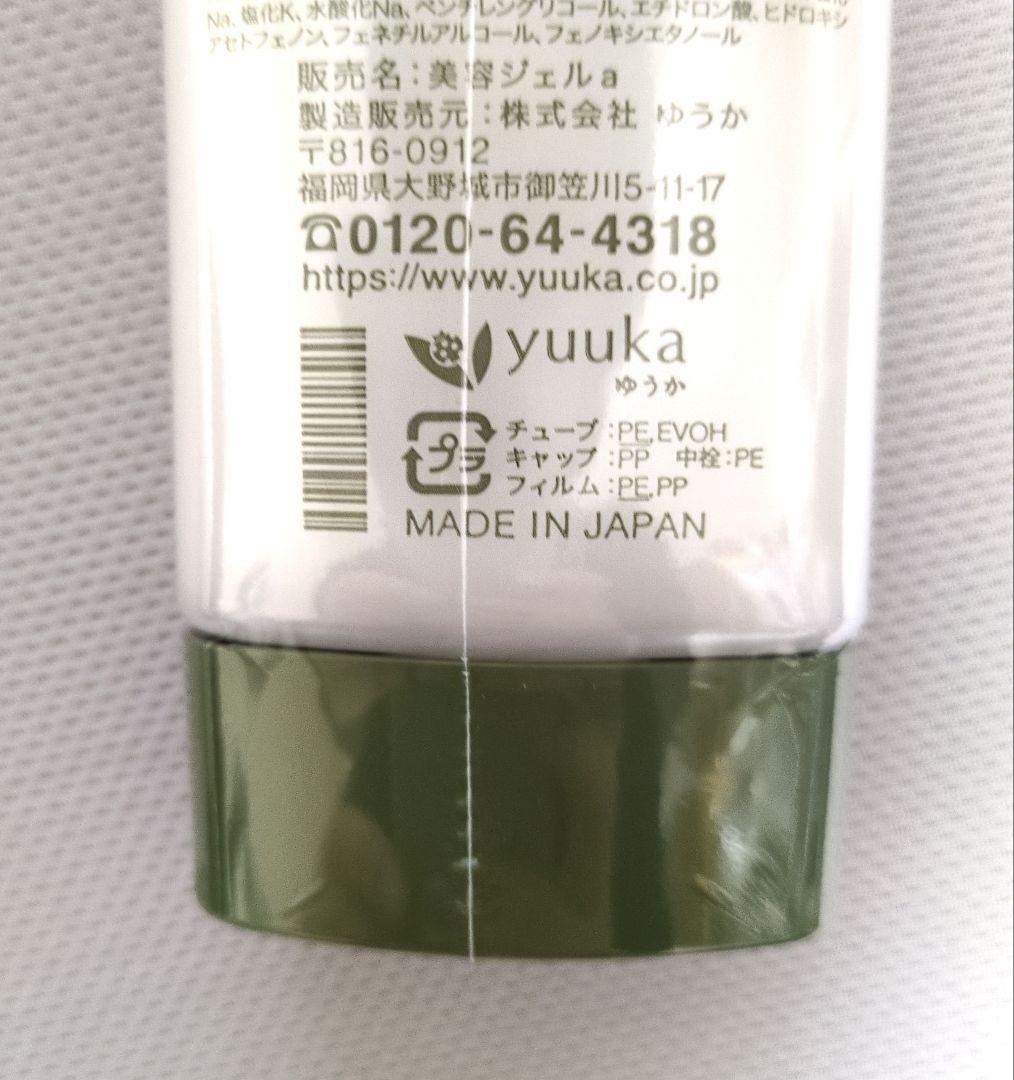 Na、塩化K、水酸化Na、ペンチレングリコール、エチドロン酸、ヒドロキシ
アセトフェノン、フェネチルアルコール、フェノキシエタノール
販売名：美容ジェルa
製造販売元：株式会社 ゆうか
〒816-0912
福岡県大野城市御笠川5-11-17
☎0120-64-4318
https://www.yuuka.co.jp
yuuka
ゆうか
プラ
チューブ：PE,EVOH
キャップ：PP 中栓：PE
フィルム：PE,PP
MADE IN JAPAN